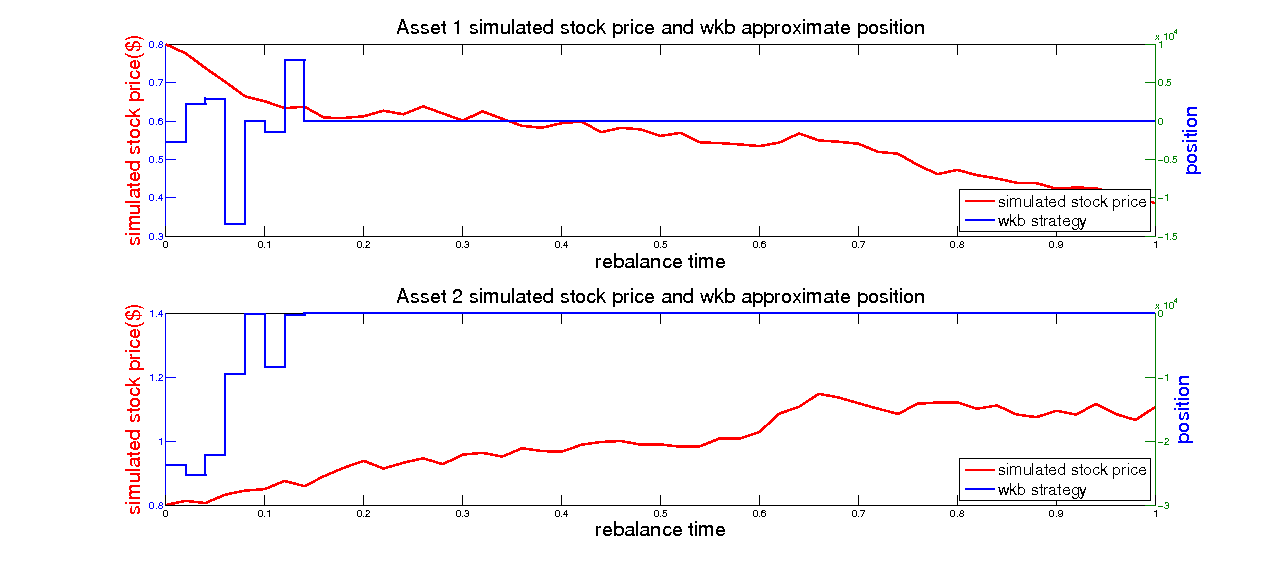 Asset 1 simulated stock price and wkb approximate position
simulated stock price($)
0.8
0.7
0.6
0.5
0.4
0.3
x 10^4
1
0.5
0
-0.5
-1
-1.5
position
simulated stock price
wkb strategy
0 0.1 0.2 0.3 0.4 0.5 0.6 0.7 0.8 0.9 1
rebalance time
Asset 2 simulated stock price and wkb approximate position
simulated stock price($)
1.4
1.2
1
0.8
x 10^4
0
-1
-2
-3
position
simulated stock price
wkb strategy
0 0.1 0.2 0.3 0.4 0.5 0.6 0.7 0.8 0.9 1
rebalance time